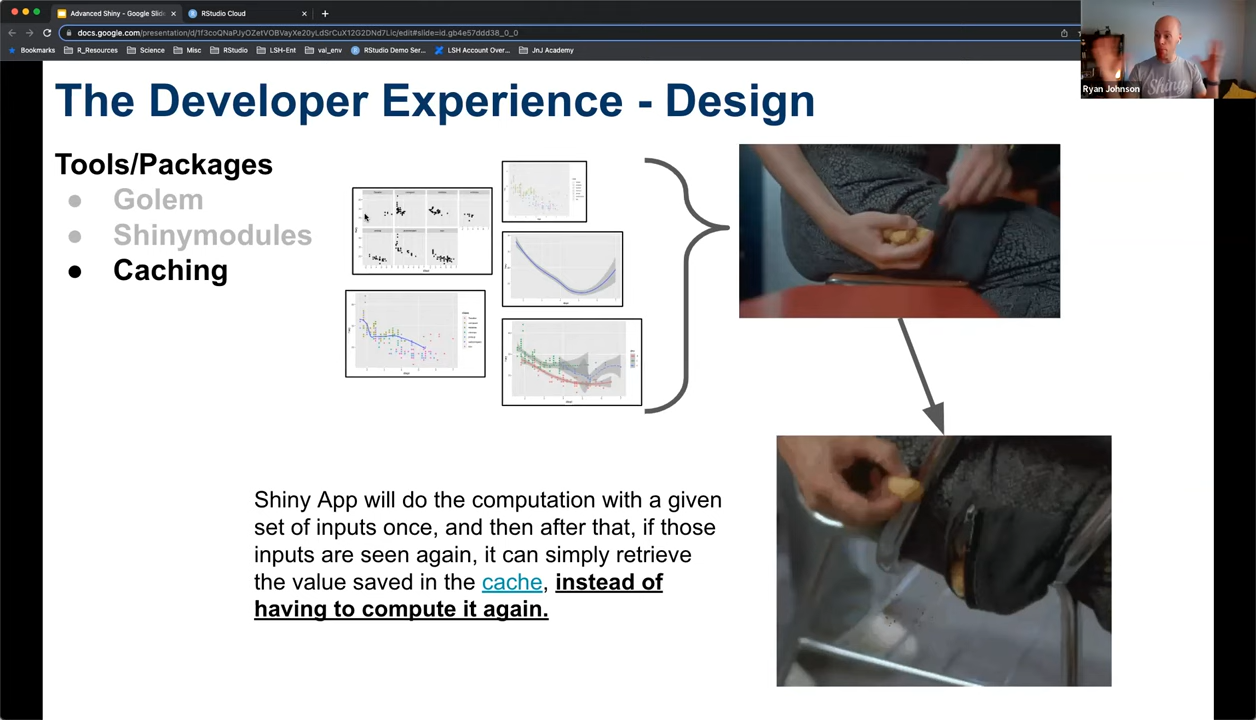 Advanced Shiny - Google Slide
RStudio Cloud
docs.google.com/presentation/d/1f3coQNaPJyOZetVOBVayXe20yLdSrCuX12G2DNd7Lic/edit#slide=id.gb4e57ddd38_0_0
Bookmarks
R_Resources
Science
Misc
RStudio
LSH-Ent
val_env
RStudio Demo Ser...
LSH Account Over...
JnJ Academy
Shiny
Ryan Johnson
The Developer Experience - Design
Tools/Packages
Golem
Shinymodules
Caching
Shiny App will do the computation with a given
set of inputs once, and then after that, if those
inputs are seen again, it can simply retrieve
the value saved in the cache, instead of
having to compute it again.